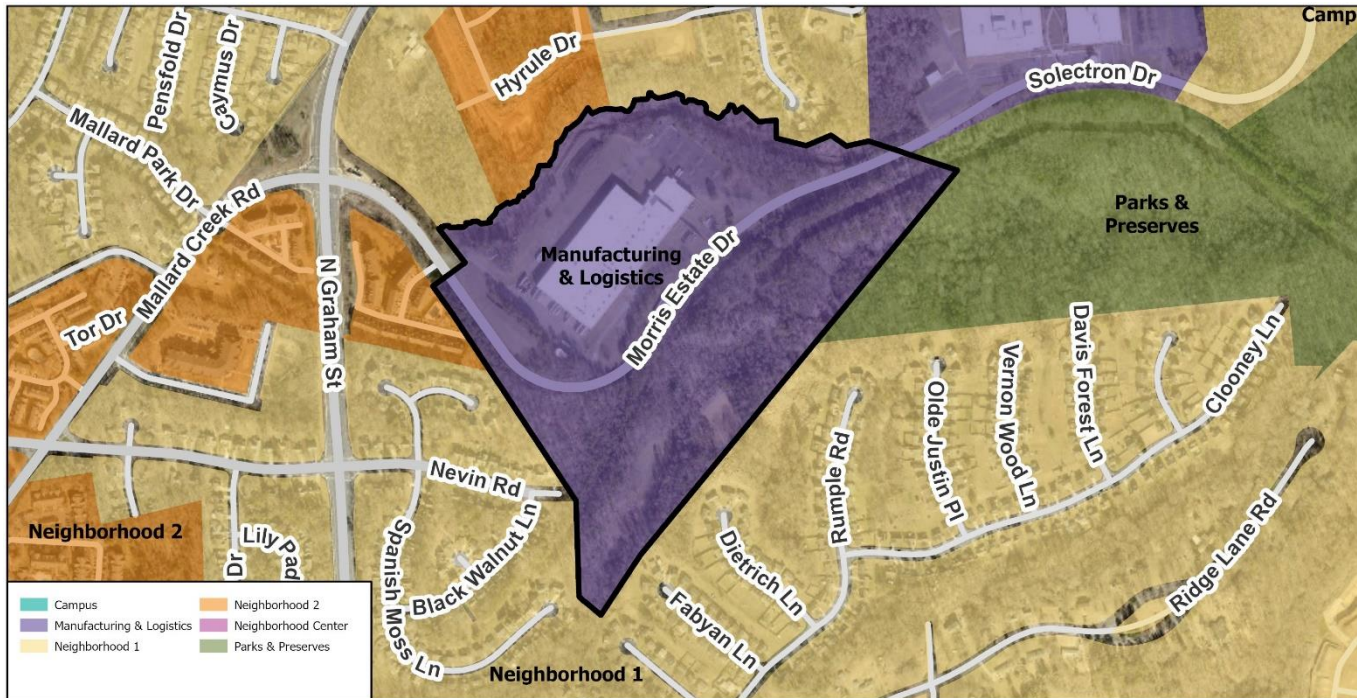 Camp
Pensfold Dr
Caymus Dr
Hyrule Dr
Solectron Dr
Mallard Park Dr
Mallard Creek Rd
Parks &
Preserves
Manufacturing
& Logistics
Morris Estate Dr
Tor Dr
N Graham St
Davis Forest Ln
Clooney Ln
Vernon Wood Ln
Olde Justin Pl
Rumple Rd
Nevin Rd
Neighborhood 2
Lily Pad
Dr
Spanish Moss Ln
Black Walnut Ln
Dietrich Ln
Fabyan Ln
Ridge Lane Rd
Neighborhood 1
Campus
Manufacturing & Logistics
Neighborhood 1
Neighborhood 2
Neighborhood Center
Parks & Preserves